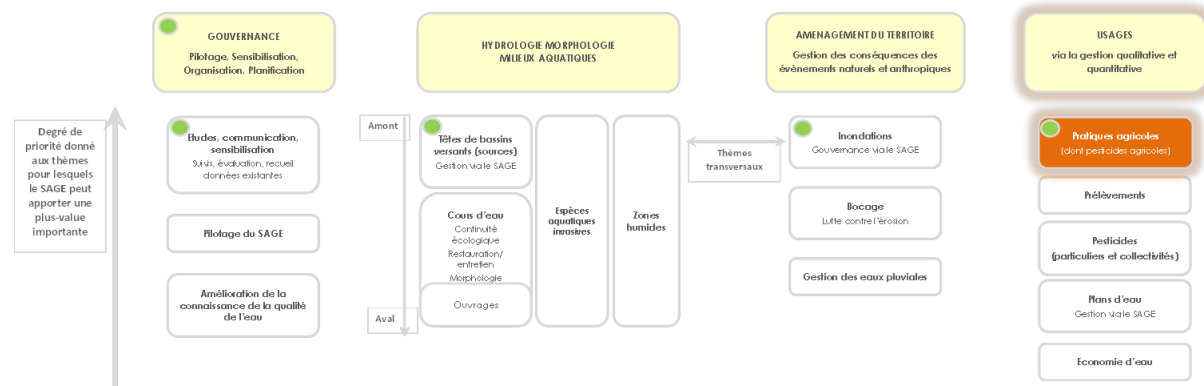 GOUVERNANCE
Pilotage, Sensibilisation,
Organisation, Planification
HYDROLOGIE MORPHOLOGIE
MILIEUX AQUATIQUES
AMENAGEMENT DU TERRITOIRE
Gestion des conséquences des
évènements naturels et anthropiques
USAGES
via la gestion qualitative et
quantitative
Degré de
priorité donné
aux thèmes
pour lesquels
le SAGE peut
apporter une
plus-value
importante
Etudes, communication,
sensibilisation
Suivis, évaluation, recueil
données existantes
Pilotage du SAGE
Amélioration de la
connaissance de la qualité
de l'eau
Amont
Aval
Têtes de bassins
versants (sources)
Gestion via le SAGE
Cours d'eau
Continuité
écologique
Restauration/
entretien
Morphologie
Ouvrages
Espèces
aquatiques
invasives
Zones
humides
Thèmes
transversaux
Inondations
Gouvernance via le SAGE
Bocage
Lutte contre l'érosion
Gestion des eaux pluviales
Pratiques agricoles
(dont pesticides agricoles)
Prélèvements
Pesticides
(particuliers et collectivités)
Plans d'eau
Gestion via le SAGE
Economie d'eau